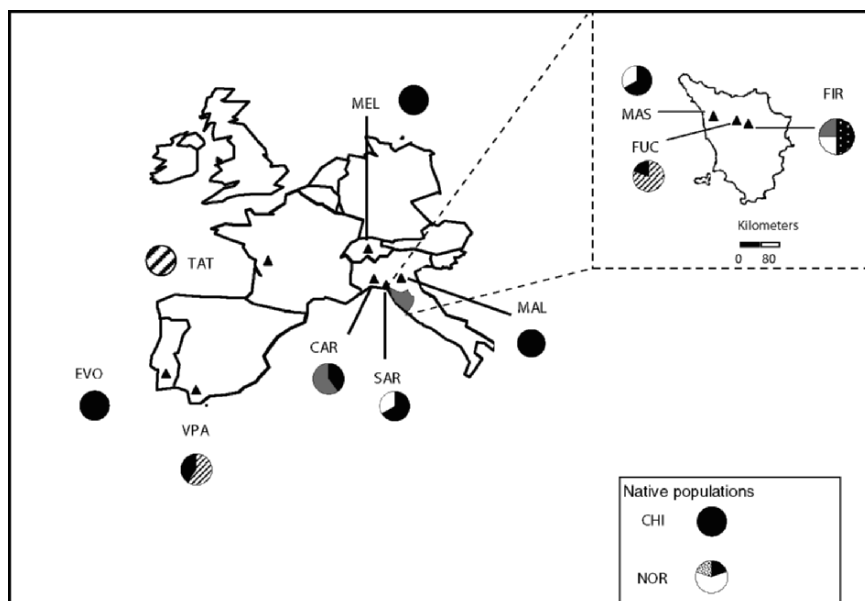 MEL
MAS
FIR
FUC
Kilometers
0 80
TAT
MAL
CAR
SAR
EVO
VPA
Native populations
CHI
NOR